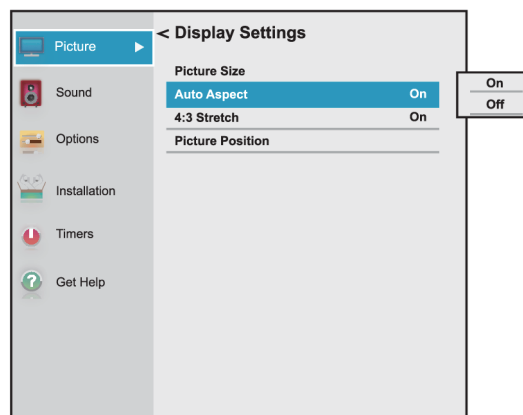 < Display Settings
Picture
Sound
Options
Installation
Timers
Get Help
Picture Size
Auto Aspect On
4:3 Stretch On
Picture Position
On
Off